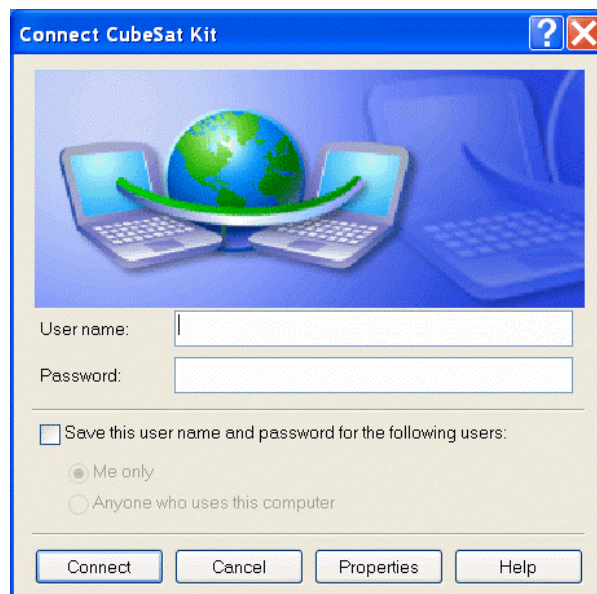 Connect CubeSat Kit
User name:
Password:
Save this user name and password for the following users:
Me only
Anyone who uses this computer
Connect Cancel Properties Help